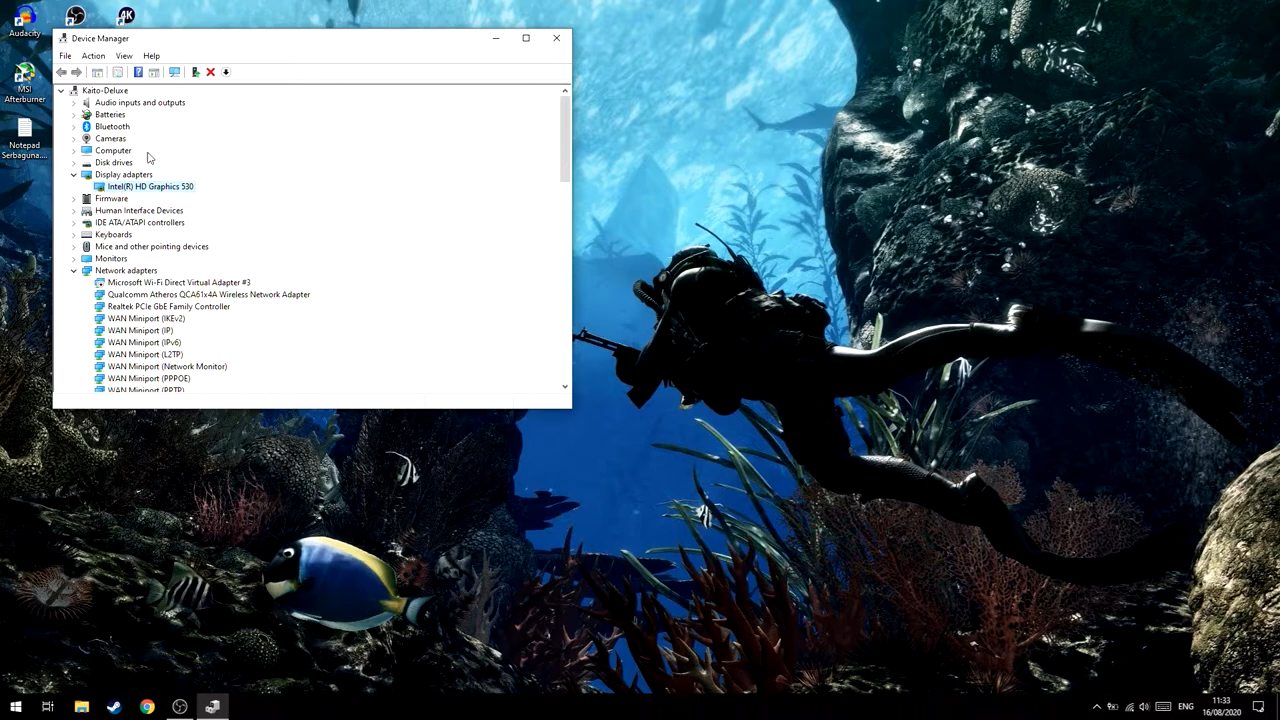 Audacity
4K
MSI
Afterburner
Notepad
Serbaguna....
Device Manager
File Action View Help
Kaito-Deluxe
Audio inputs and outputs
Batteries
Bluetooth
Cameras
Computer
Disk drives
Display adapters
Intel(R) HD Graphics 530
Firmware
Human Interface Devices
IDE ATA/ATAPI controllers
Keyboards
Mice and other pointing devices
Monitors
Network adapters
Microsoft Wi-Fi Direct Virtual Adapter #3
Qualcomm Atheros QCA61x4A Wireless Network Adapter
Realtek PCIe GbE Family Controller
WAN Miniport (IKEv2)
WAN Miniport (IP)
WAN Miniport (IPv6)
WAN Miniport (L2TP)
WAN Miniport (Network Monitor)
WAN Miniport (PPPOE)
WAN Miniport (PPTP)
ENG
11:33
16/08/2020